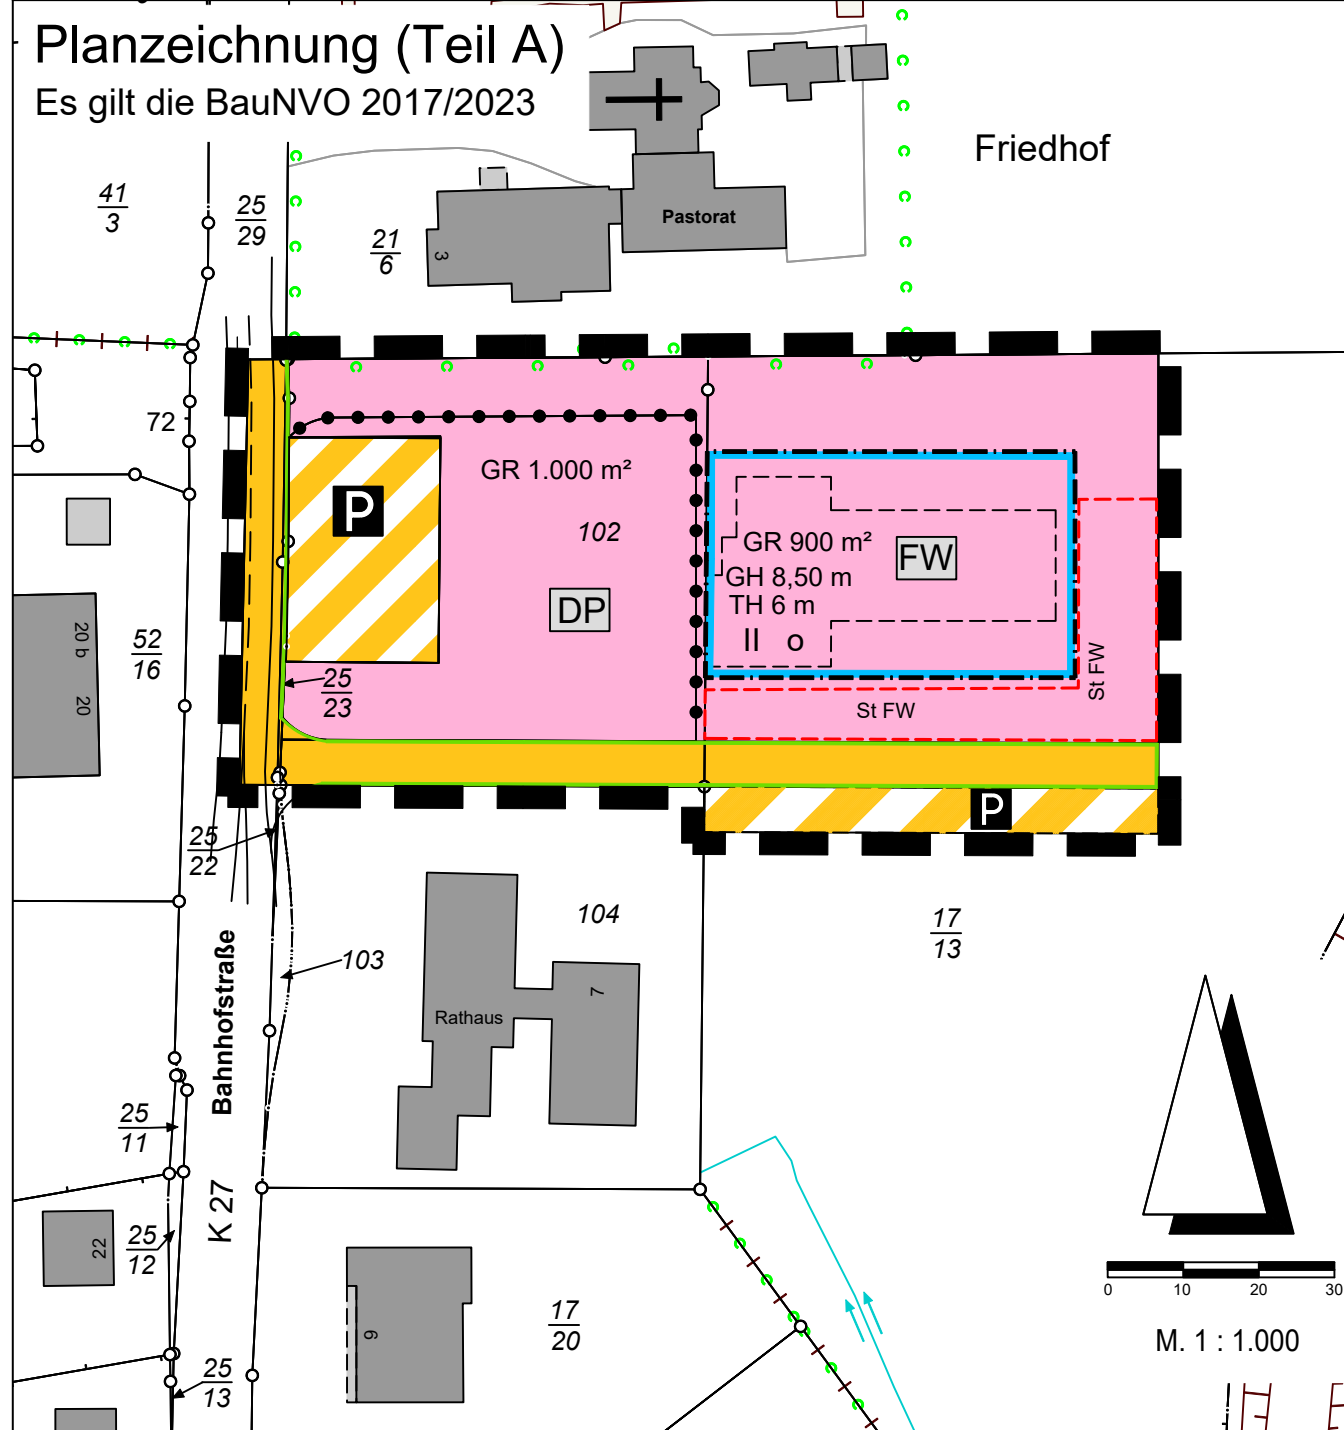 Planzeichnung (Teil A)
Es gilt die BauNVO 2017/2023
Friedhof
41
3
25
29
21
6
3
Pastorat
72
P
GR 1.000 m²
102
DP
GR 900 m²
GH 8,50 m
TH 6 m
II o
FW
St FW
St FW
52
16
20 b
20
25
23
P
25
22
Bahnhofstraße
K 27
103
104
Rathaus
7
17
13
25
11
25
12
22
9
17
20
25
13
0 10 20 30
M. 1 : 1.000